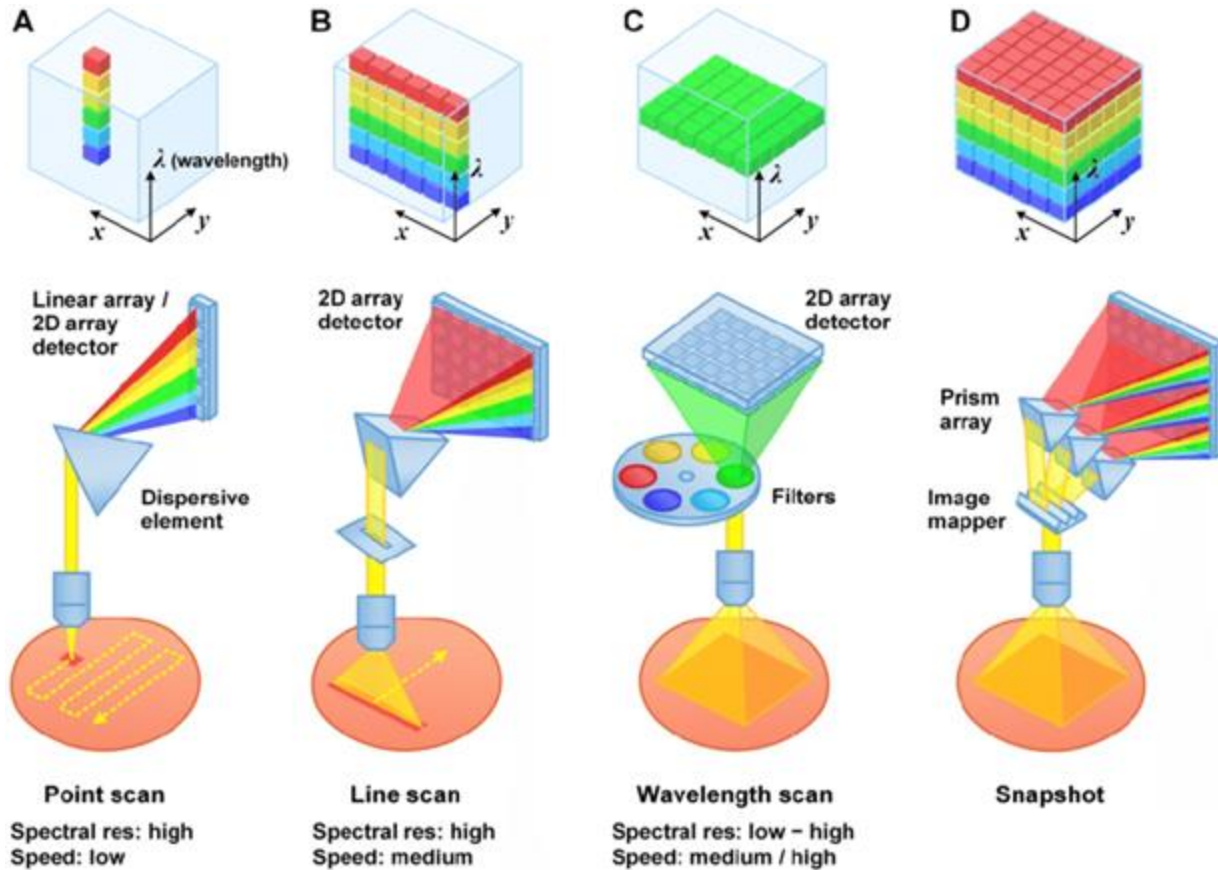 A
B
C
D
λ (wavelength)
x
y
λ
x
y
λ
x
y
λ
x
y
Linear array /
2D array
detector
Dispersive
element
2D array
detector
2D array
detector
Filters
Prism
array
Image
mapper
Point scan
Spectral res: high
Speed: low
Line scan
Spectral res: high
Speed: medium
Wavelength scan
Spectral res: low – high
Speed: medium / high
Snapshot